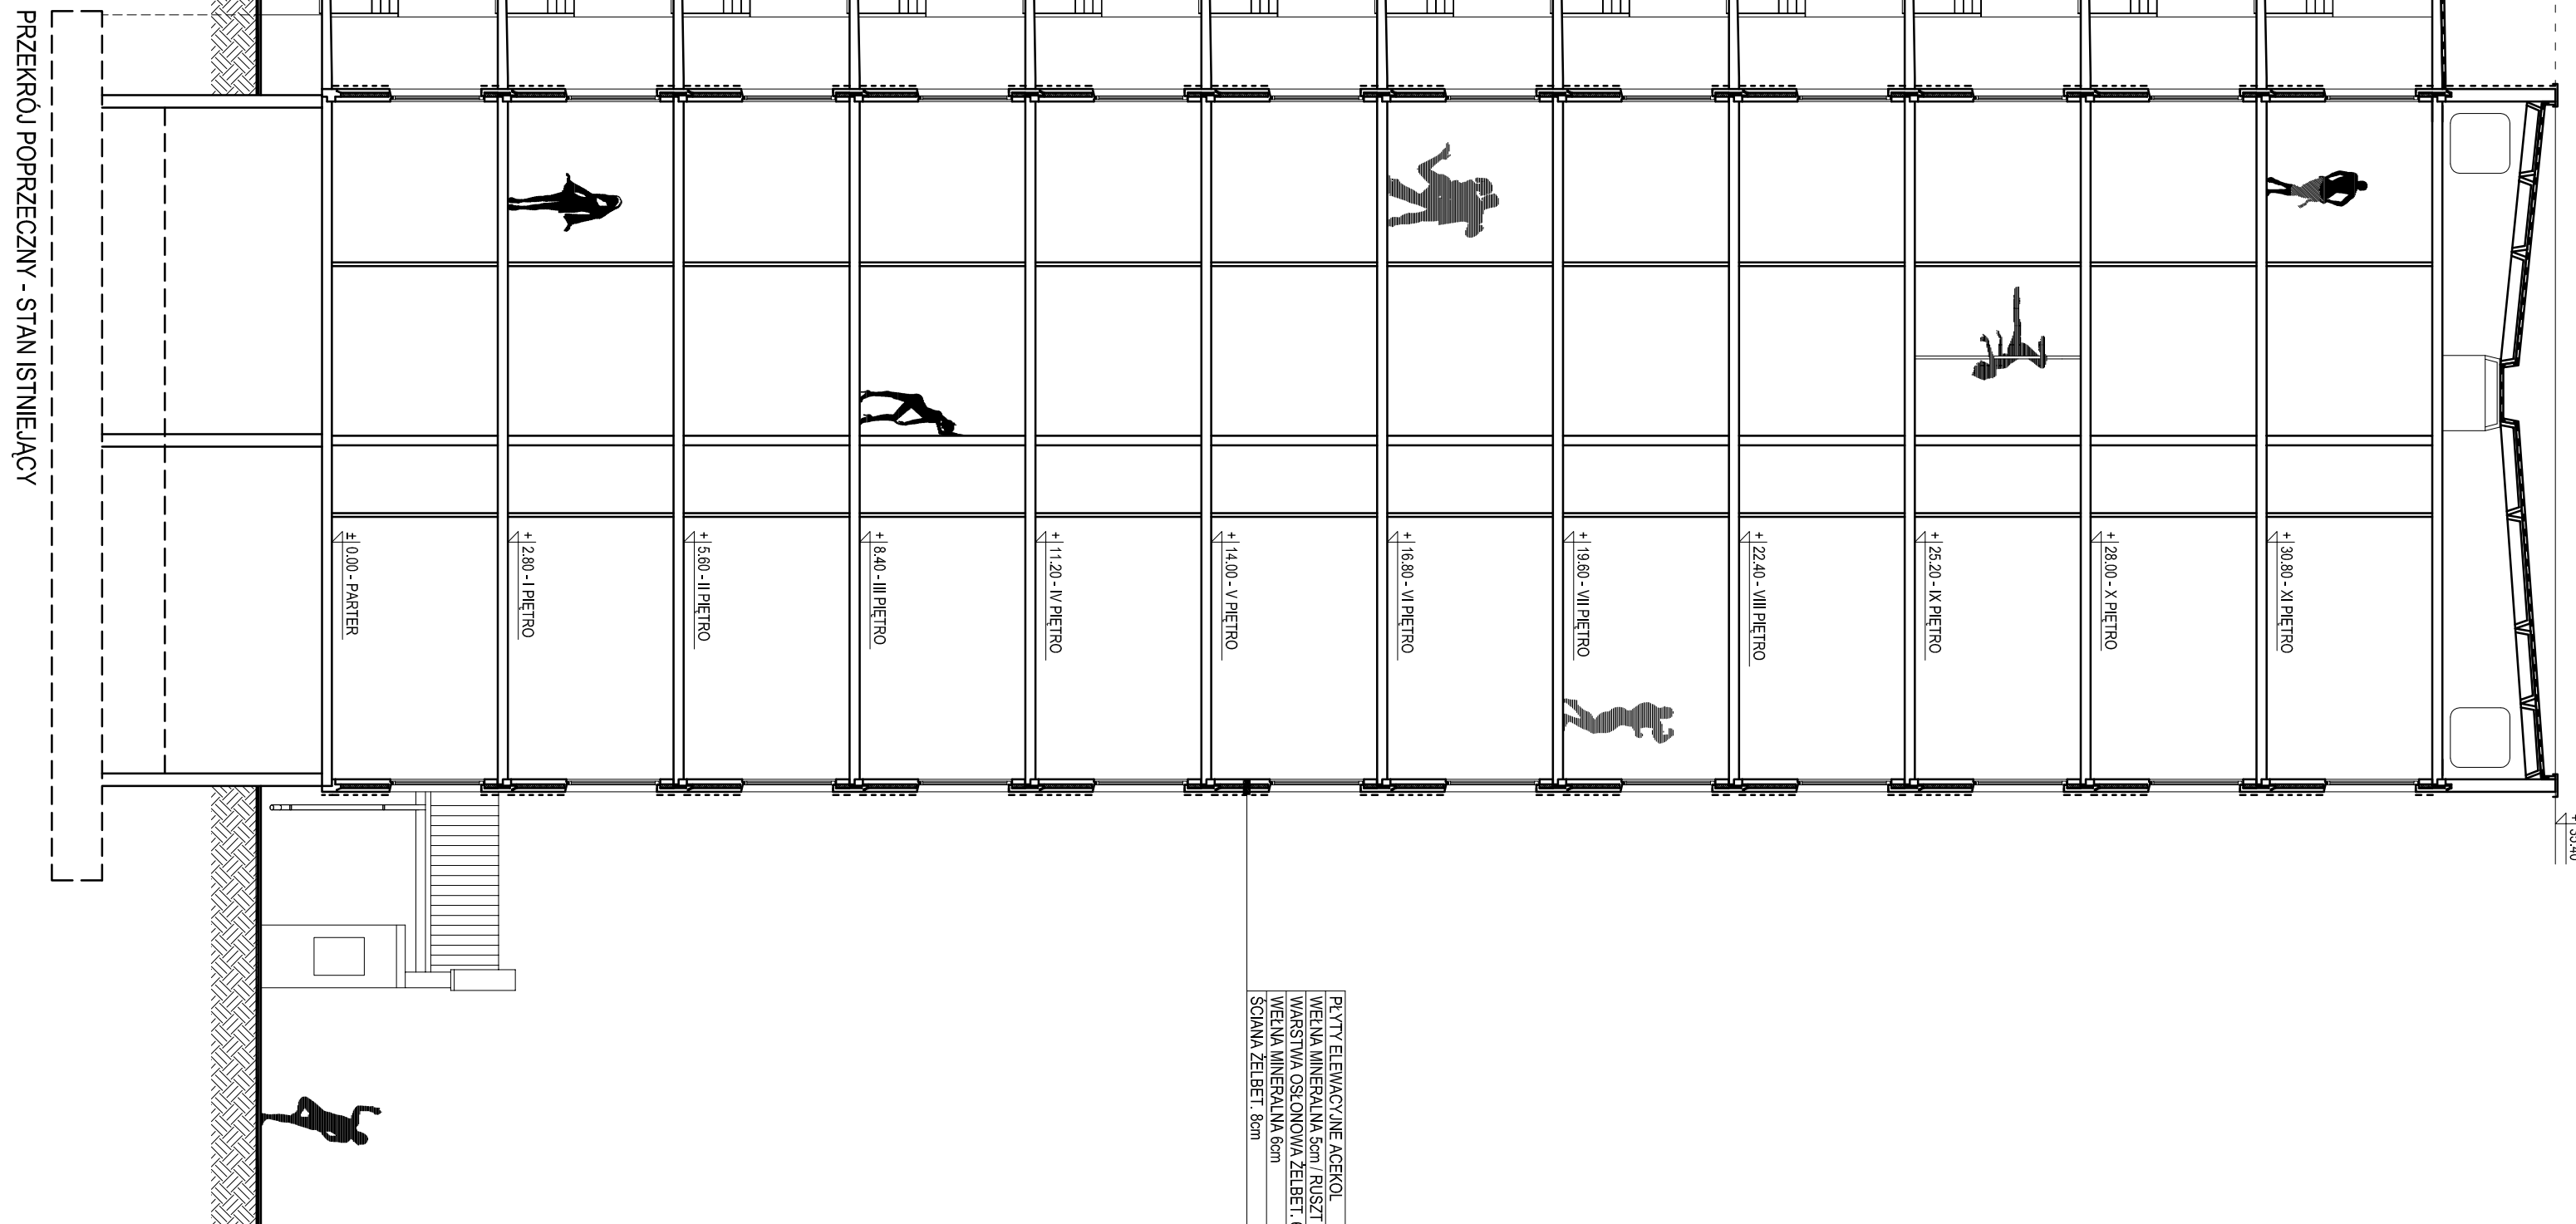 PRZEKRÓJ POPRZECZNY - STAN ISTNIEJĄCY
± 0.00 - PARTER
+ 2.80 - I PIĘTRO
+ 5.60 - II PIĘTRO
+ 8.40 - III PIĘTRO
+ 11.20 - IV PIĘTRO
+ 14.00 - V PIĘTRO
+ 16.80 - VI PIĘTRO
+ 19.60 - VII PIĘTRO
+ 22.40 - VIII PIĘTRO
+ 25.20 - IX PIĘTRO
+ 28.00 - X PIĘTRO
+ 30.80 - XI PIĘTRO
+ 35.40
PŁYTY ELEWACYJNE ACEKOL
WEŁNA MINERALNA 5cm / RUSZT
WARSTWA OSŁONOWA ŻELBET.
WEŁNA MINERALNA 6cm
ŚCIANA ŻELBET. 8cm